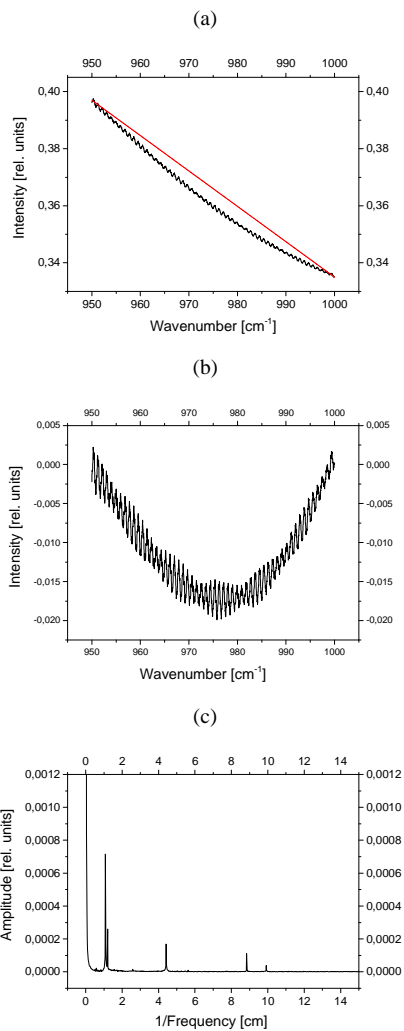 (a)
950 960 970 980 990 1000
0,40 0,40
0,38 0,38
0,36 0,36
0,34 0,34
Intensity [rel. units]
950 960 970 980 990 1000
Wavenumber [cm⁻¹]
(b)
950 960 970 980 990 1000
0,005 0,005
0,000 0,000
-0,005 -0,005
-0,010 -0,010
-0,015 -0,015
-0,020 -0,020
Intensity [rel. units]
950 960 970 980 990 1000
Wavenumber [cm⁻¹]
(c)
0 2 4 6 8 10 12 14
0,0012 0,0012
0,0010 0,0010
0,0008 0,0008
0,0006 0,0006
0,0004 0,0004
0,0002 0,0002
0,0000 0,0000
Amplitude [rel. units]
0 2 4 6 8 10 12 14
1/Frequency [cm]